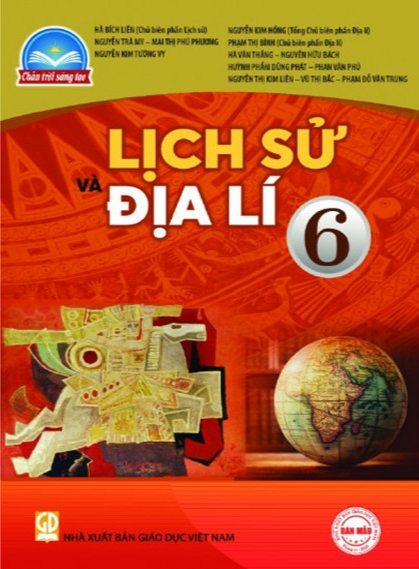 Chân trời sáng tạo
HÀ BÍCH LIÊN (Chủ biên phần Lịch sử)
NGUYỄN TRÀ MY – MAI THỊ PHÚ PHƯƠNG
NGUYỄN KIM TƯỜNG VY
NGUYỄN KIM HỒNG (Tổng Chủ biên phần Địa lí)
PHẠM THỊ BÌNH (Chủ biên phần Địa lí)
HÀ VĂN THẮNG – NGUYỄN HỮU BÁCH
HUỲNH PHẨM DŨNG PHÁT – PHAN VĂN PHÚ
NGUYỄN THỊ KIM LIÊN – VŨ THỊ BẮC – PHẠM ĐỖ VĂN TRUNG
LỊCH SỬ
VÀ ĐỊA LÍ 6
GD
NHÀ XUẤT BẢN GIÁO DỤC VIỆT NAM
BẢN MẪU